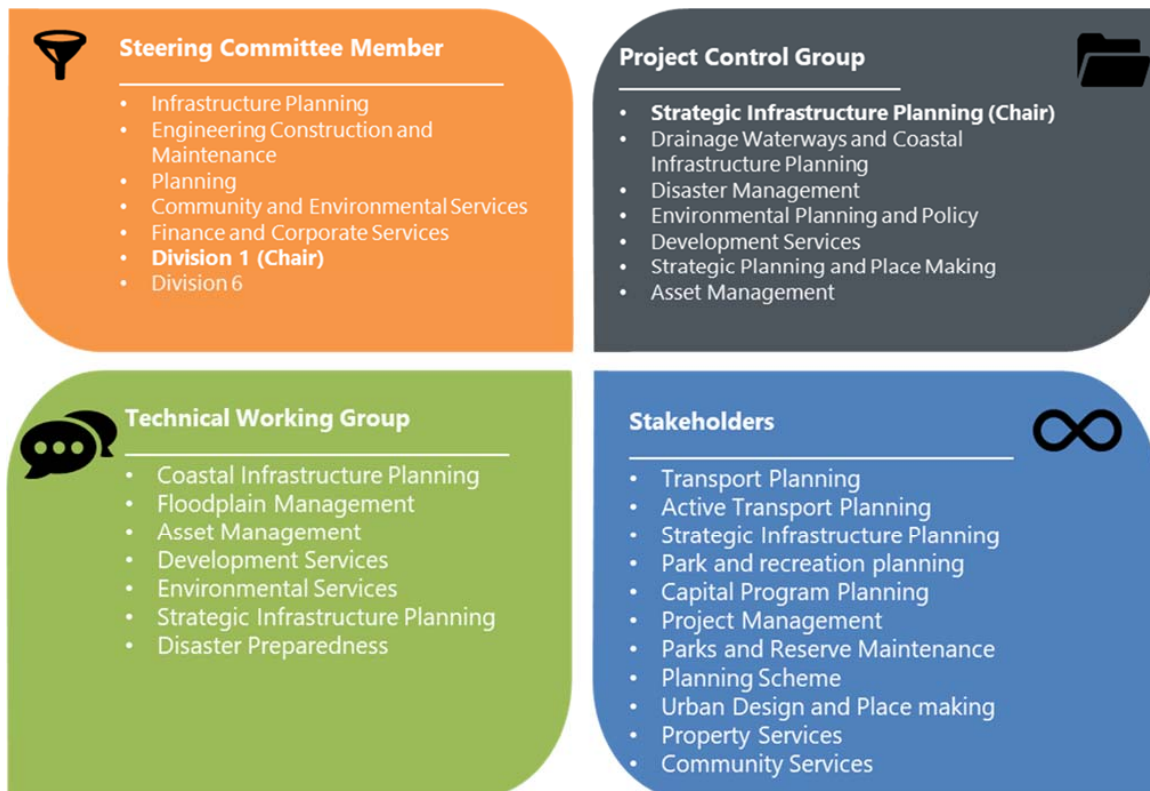 Steering Committee Member
• Infrastructure Planning
• Engineering Construction and
Maintenance
• Planning
• Community and Environmental Services
• Finance and Corporate Services
• Division 1 (Chair)
• Division 6
Project Control Group
• Strategic Infrastructure Planning (Chair)
• Drainage Waterways and Coastal
Infrastructure Planning
• Disaster Management
• Environmental Planning and Policy
• Development Services
• Strategic Planning and Place Making
• Asset Management
Technical Working Group
• Coastal Infrastructure Planning
• Floodplain Management
• Asset Management
• Development Services
• Environmental Services
• Strategic Infrastructure Planning
• Disaster Preparedness
Stakeholders
• Transport Planning
• Active Transport Planning
• Strategic Infrastructure Planning
• Park and recreation planning
• Capital Program Planning
• Project Management
• Parks and Reserve Maintenance
• Planning Scheme
• Urban Design and Place making
• Property Services
• Community Services